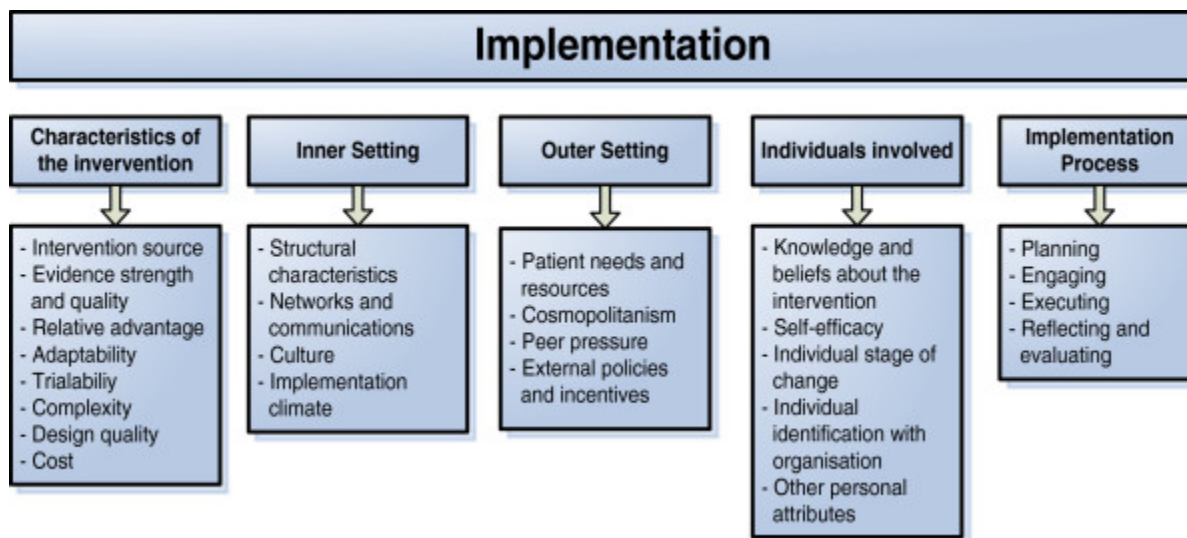 Implementation
Characteristics of
the invervention
Inner Setting
Outer Setting
Individuals involved
Implementation
Process
- Intervention source
- Evidence strength
and quality
- Relative advantage
- Adaptability
- Trialabiliy
- Complexity
- Design quality
- Cost
- Structural
characteristics
- Networks and
communications
- Culture
- Implementation
climate
- Patient needs and
resources
- Cosmopolitanism
- Peer pressure
- External policies
and incentives
- Knowledge and
beliefs about the
intervention
- Self-efficacy
- Individual stage of
change
- Individual
identification with
organisation
- Other personal
attributes
- Planning
- Engaging
- Executing
- Reflecting and
evaluating